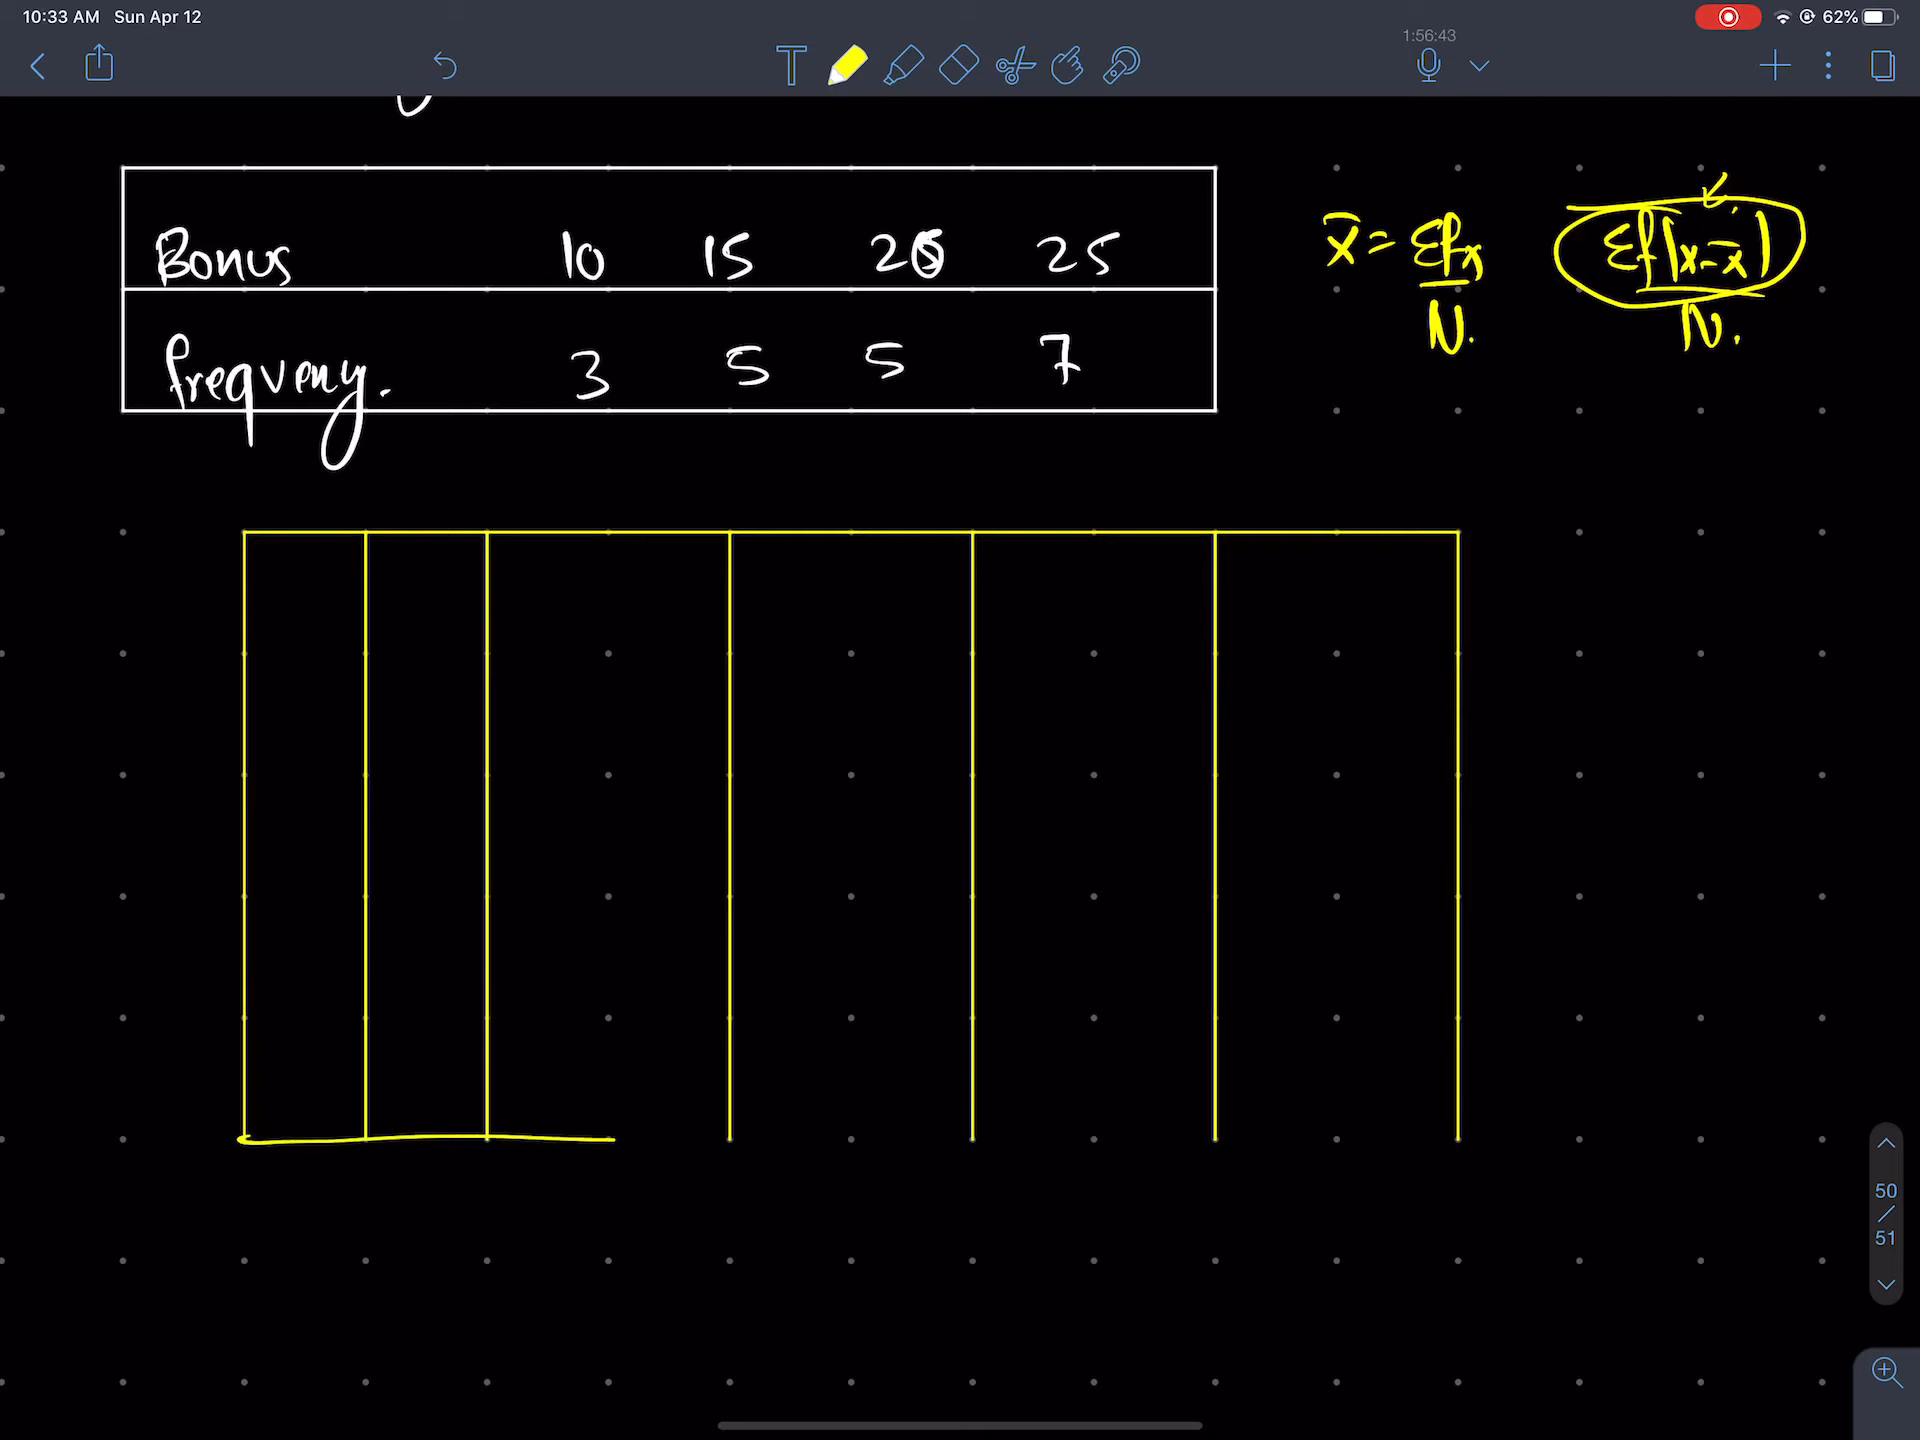 10:33 AM Sun Apr 12
62%
1:56:43
Bonus 10 15 20 25
frequeny. 3 5 5 7
x̄ = Σfx / N.
Σf|x-x̄| / N.
50
/
51